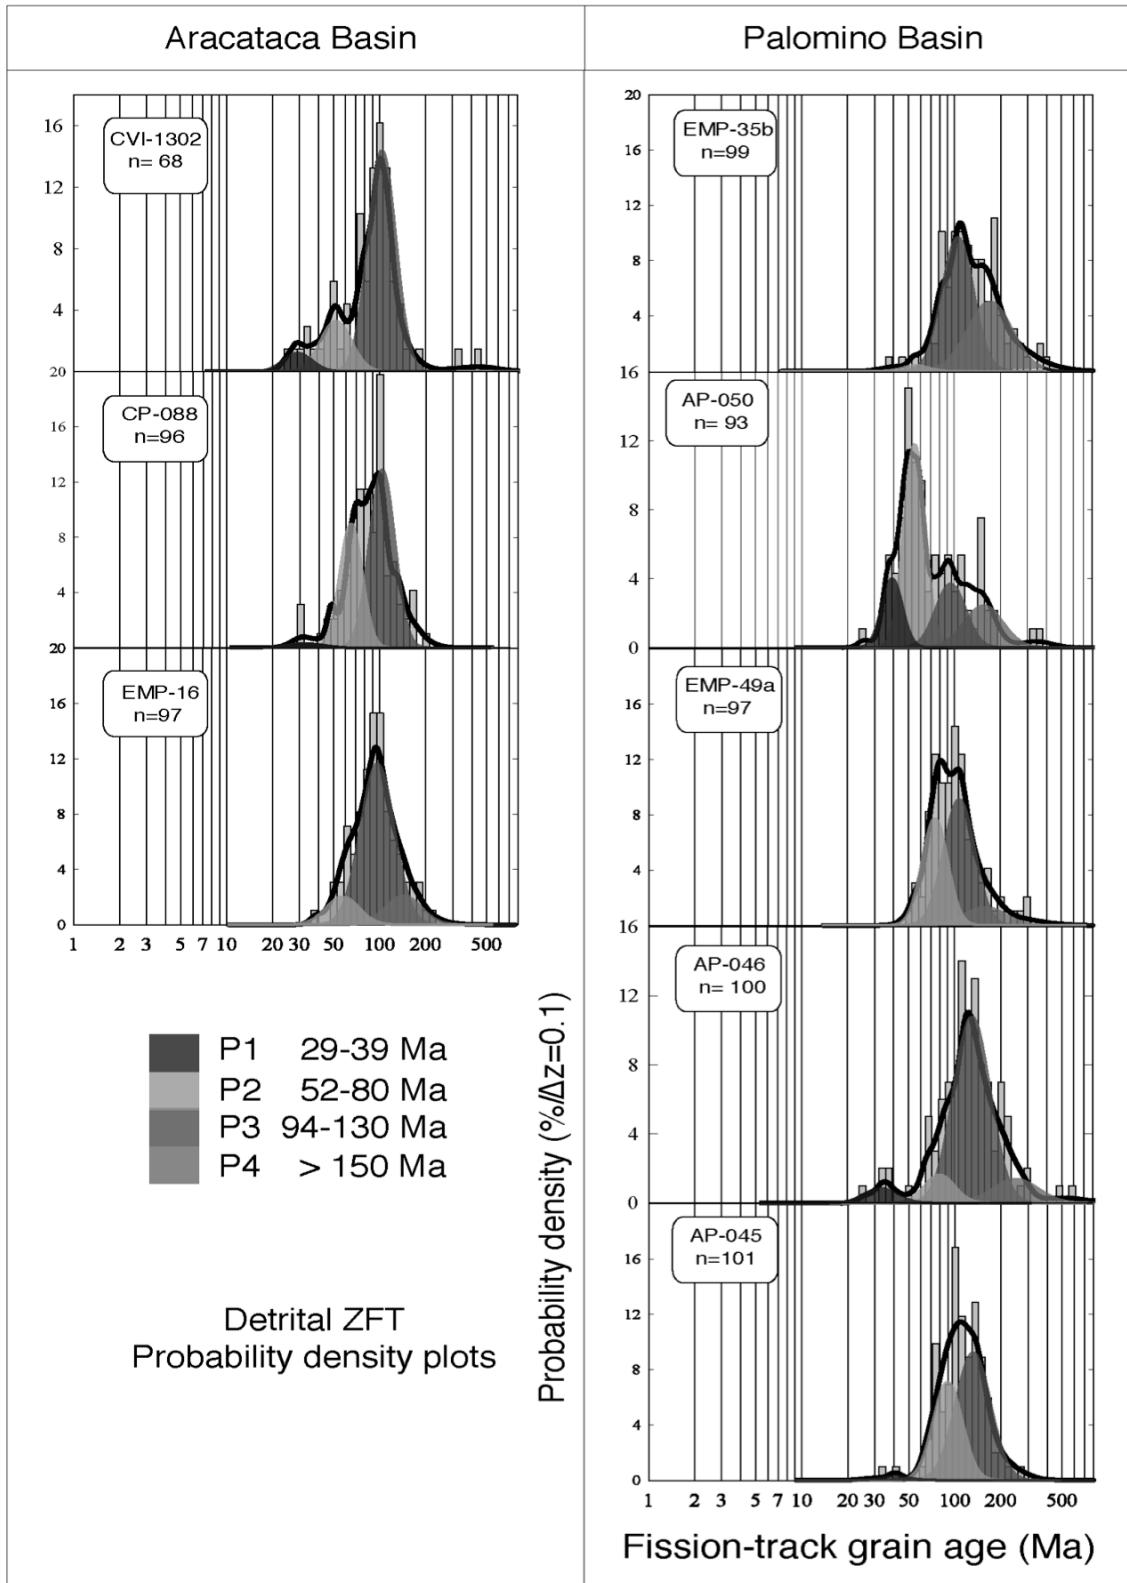 Aracataca Basin
Palomino Basin
CVI-1302
n= 68
16
12
8
4
20
CP-088
n=96
16
12
8
4
20
EMP-16
n=97
16
12
8
4
0
1 2 3 5 7 10 20 30 50 100 200 500
P1 29-39 Ma
P2 52-80 Ma
P3 94-130 Ma
P4 > 150 Ma
Detrital ZFT
Probability density plots
Probability density (%/Δz=0.1)
20
EMP-35b
n=99
16
12
8
4
16
AP-050
n= 93
12
8
4
0
EMP-49a
n=97
16
12
8
4
16
AP-046
n= 100
12
8
4
0
AP-045
n=101
16
12
8
4
0
1 2 3 5 7 10 20 30 50 100 200 500
Fission-track grain age (Ma)